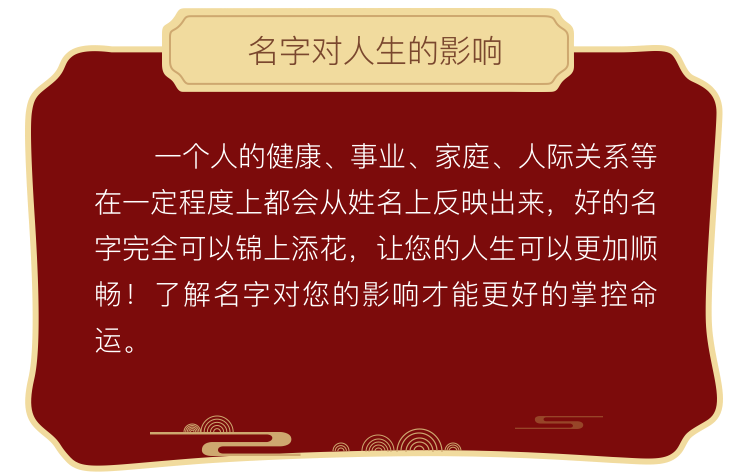 名字对人生的影响
一个人的健康、事业、家庭、人际关系等
在一定程度上都会从姓名上反映出来，好的名
字完全可以锦上添花，让您的人生可以更加顺
畅！了解名字对您的影响才能更好的掌控命
运。